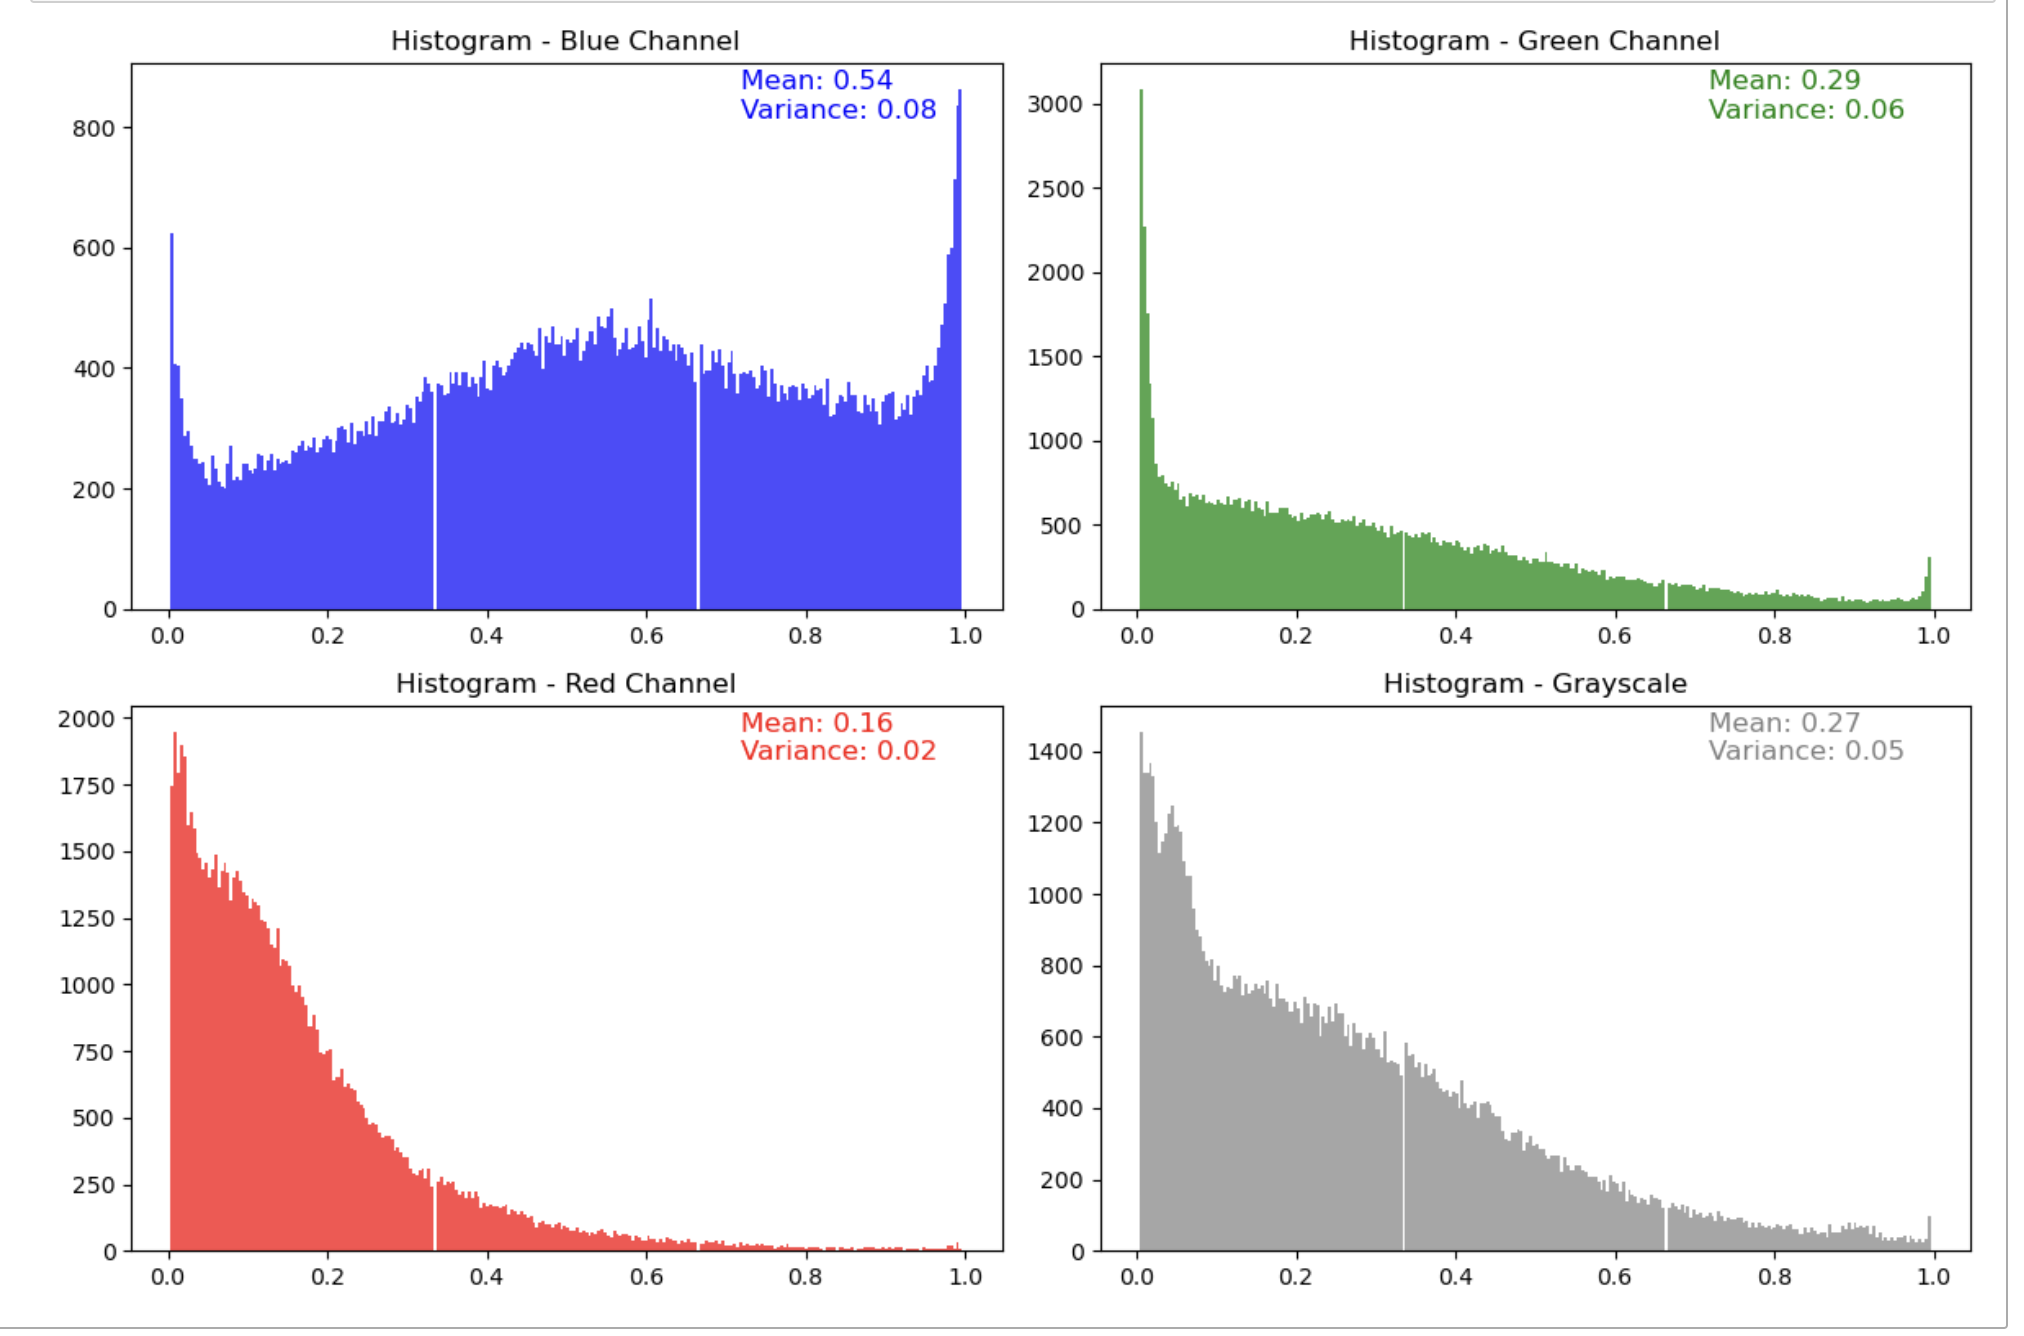 Histogram - Blue Channel
Mean: 0.54
Variance: 0.08
800
600
400
200
0
0.0 0.2 0.4 0.6 0.8 1.0
Histogram - Green Channel
Mean: 0.29
Variance: 0.06
3000
2500
2000
1500
1000
500
0
0.0 0.2 0.4 0.6 0.8 1.0
Histogram - Red Channel
Mean: 0.16
Variance: 0.02
2000
1750
1500
1250
1000
750
500
250
0
0.0 0.2 0.4 0.6 0.8 1.0
Histogram - Grayscale
Mean: 0.27
Variance: 0.05
1400
1200
1000
800
600
400
200
0
0.0 0.2 0.4 0.6 0.8 1.0